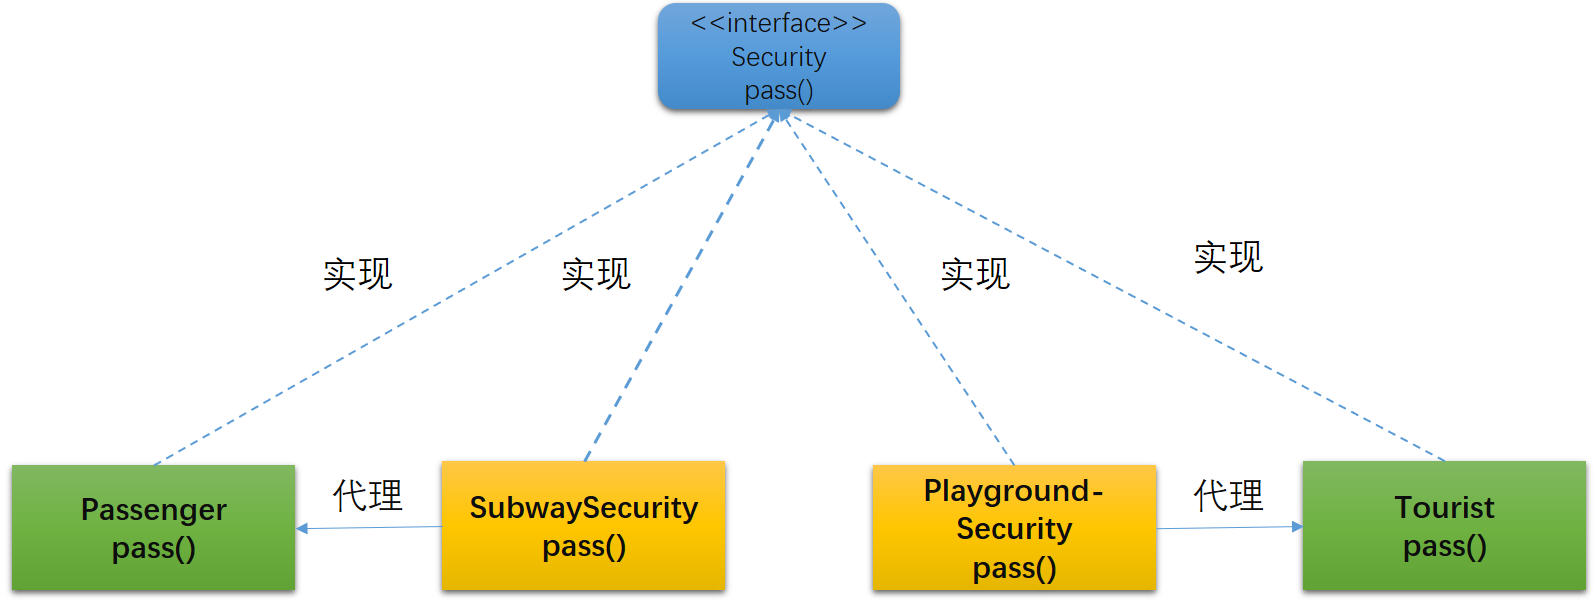 <<interface>>
Security
pass()
实现
实现
实现
实现
Passenger
pass()
代理
SubwaySecurity
pass()
Playground-
Security
pass()
代理
Tourist
pass()